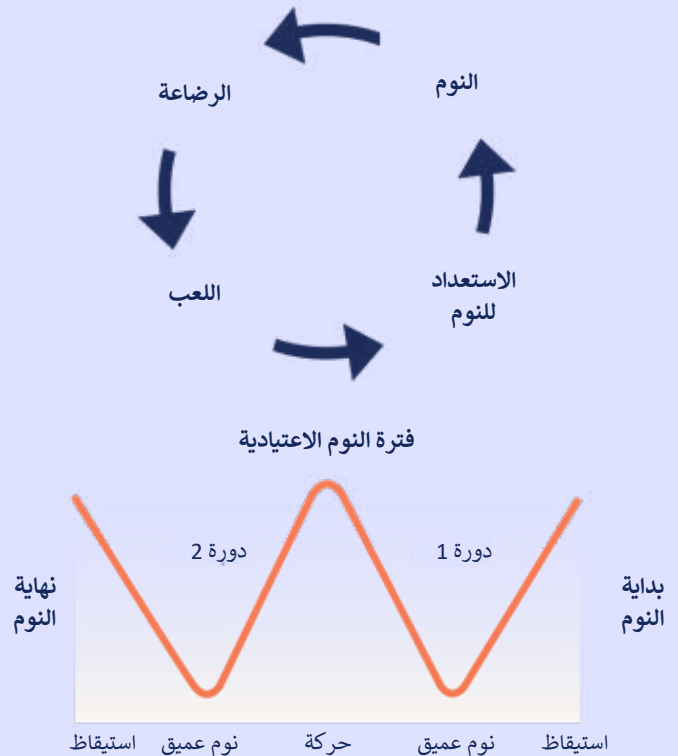 النوم
الرضاعة
اللعب
الاستعداد
للنوم
فترة النوم الاعتيادية
دورة 1
دورة 2
بداية
النوم
نهاية
النوم
استيقاظ
نوم عميق
حركة
نوم عميق
استيقاظ